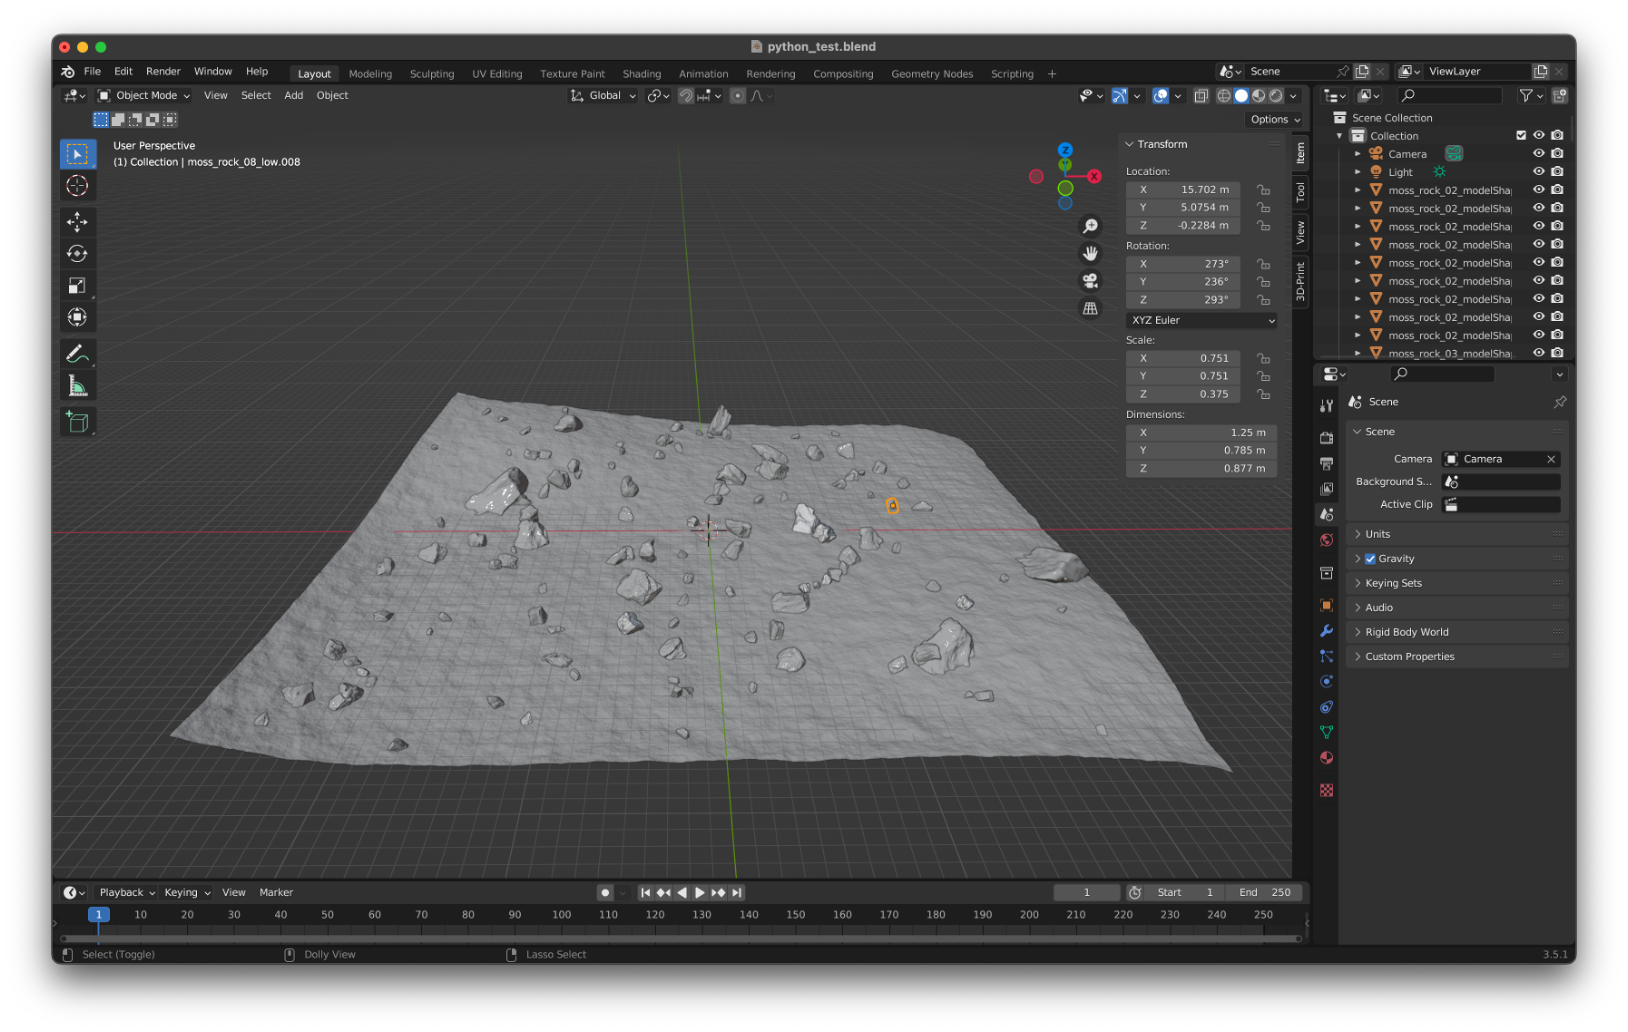 python_test.blend
File Edit Render Window Help Layout Modeling Sculpting UV Editing Texture Paint Shading Animation Rendering Compositing Geometry Nodes Scripting + Scene ViewLayer
Object Mode View Select Add Object Global
Options
User Perspective
(1) Collection | moss_rock_08_low.008
Z
Y
X
Transform
Location:
X 15.702 m
Y 5.0754 m
Z -0.2284 m
Rotation:
X 273°
Y 236°
Z 293°
XYZ Euler
Scale:
X 0.751
Y 0.751
Z 0.375
Dimensions:
X 1.25 m
Y 0.785 m
Z 0.877 m
Item
Tool
View
3D-Print
Scene Collection
Collection
Camera
Light
moss_rock_02_modelSha
moss_rock_02_modelSha
moss_rock_02_modelSha
moss_rock_02_modelSha
moss_rock_02_modelSha
moss_rock_02_modelSha
moss_rock_02_modelSha
moss_rock_02_modelSha
moss_rock_02_modelSha
moss_rock_03_modelSha
Scene
Scene
Camera Camera
Background S...
Active Clip
Units
Gravity
Keying Sets
Audio
Rigid Body World
Custom Properties
Playback Keying View Marker 1 Start 1 End 250
1 10 20 30 40 50 60 70 80 90 100 110 120 130 140 150 160 170 180 190 200 210 220 230 240 250
Select (Toggle) Dolly View Lasso Select 3.5.1